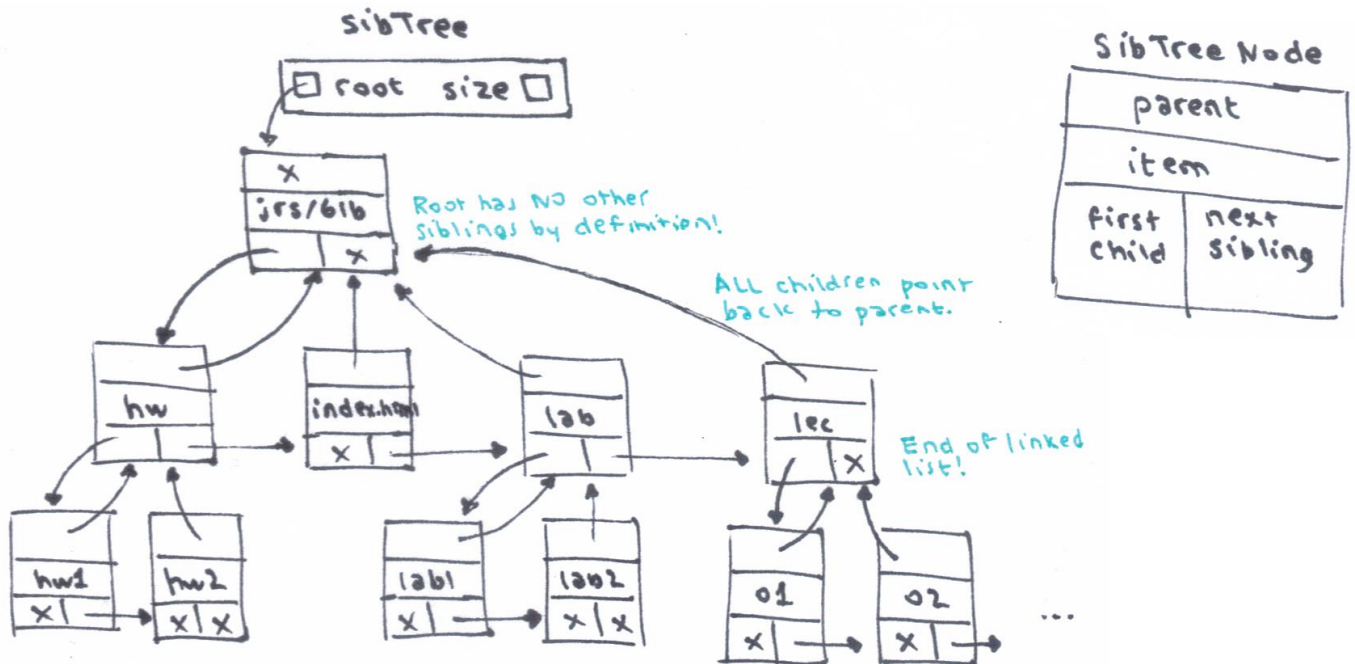 sibTree
root size
SibTree Node
parent
item
first child
next sibling
x
jrs/61b
x
Root has NO other
siblings by definition!
ALL children point
back to parent.
hw
index.html
x
lab
lec
x
End of linked
list!
hw1
x
hw2
x x
lab1
x
lab2
x x
01
x
02
x
...